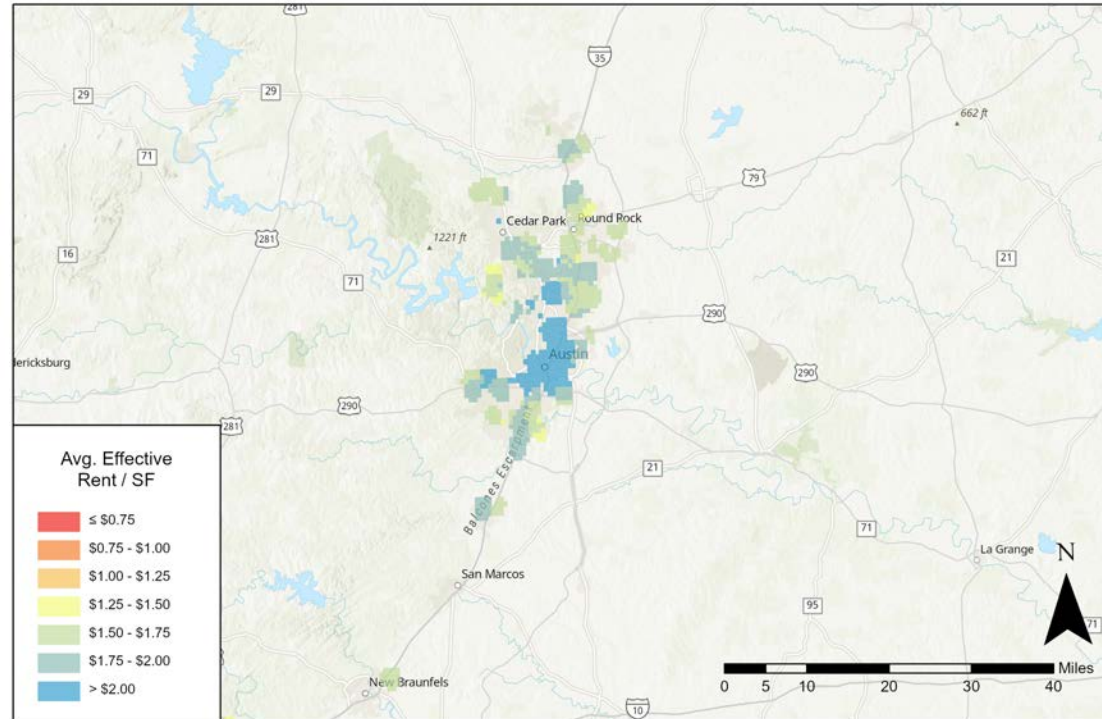 281
35
29
29
662 ft
71
79
Cedar Park
Round Rock
1221 ft
281
16
21
71
290
dericksburg
Austin
290
290
281
Balcones Escarpment
21
71
La Grange
San Marcos
95
71
New Braunfels
10
Avg. Effective
Rent / SF
≤ $0.75
$0.75 - $1.00
$1.00 - $1.25
$1.25 - $1.50
$1.50 - $1.75
$1.75 - $2.00
> $2.00
N
Miles
0 5 10 20 30 40